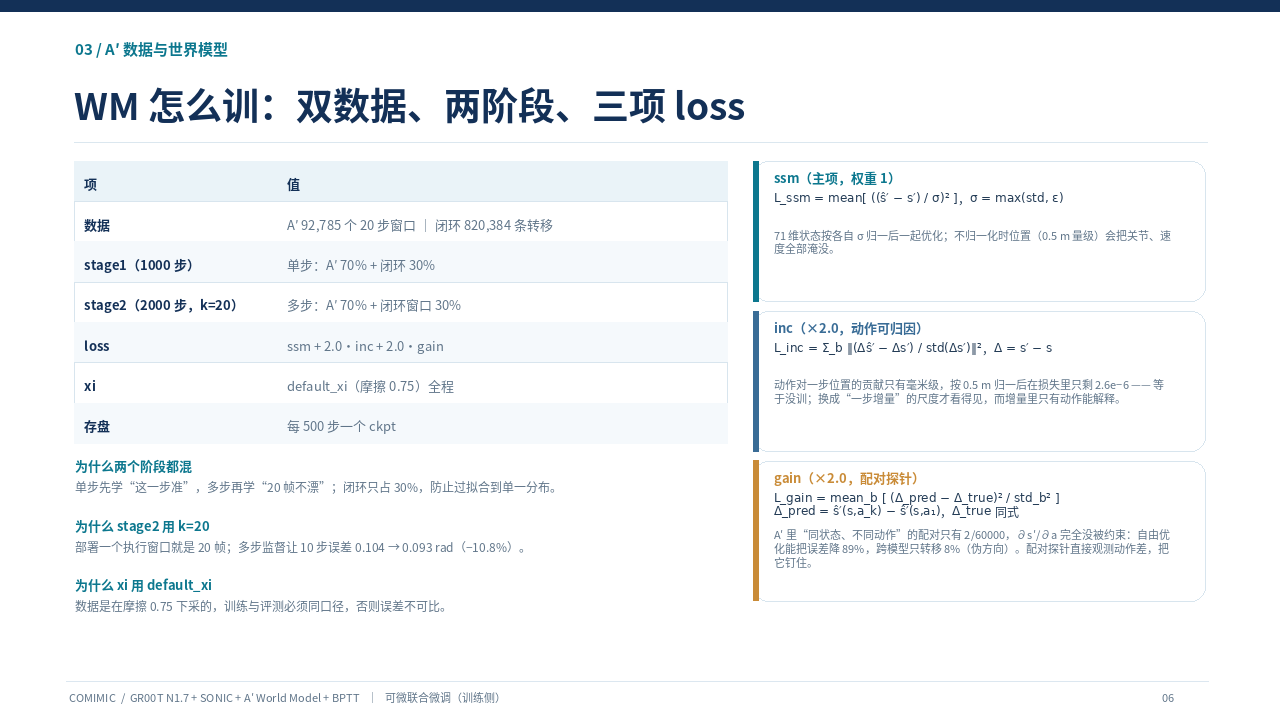 03 / A′ 数据与世界模型
WM 怎么训：双数据、两阶段、三项 loss
项 值
数据 A′ 92,785 个 20 步窗口 ｜ 闭环 820,384 条转移
stage1（1000 步） 单步：A′ 70% + 闭环 30%
stage2（2000 步，k=20） 多步：A′ 70% + 闭环窗口 30%
loss ssm + 2.0・inc + 2.0・gain
xi default_xi（摩擦 0.75）全程
存盘 每 500 步一个 ckpt
为什么两个阶段都混
单步先学“这一步准”，多步再学“20 帧不漂”；闭环只占 30%，防止过拟合到单一分布。
为什么 stage2 用 k=20
部署一个执行窗口就是 20 帧；多步监督让 10 步误差 0.104 → 0.093 rad（−10.8%）。
为什么 xi 用 default_xi
数据是在摩擦 0.75 下采的，训练与评测必须同口径，否则误差不可比。
ssm（主项，权重 1）
L_ssm = mean[ ((ŝ′ − s′) / σ)² ]，σ = max(std, ε)
71 维状态按各自 σ 归一后一起优化；不归一化时位置（0.5 m 量级）会把关节、速
度全部淹没。
inc（×2.0，动作可归因）
L_inc = Σ_b ‖(Δŝ′ − Δs′) / std(Δs′)‖²，Δ = s′ − s
动作对一步位置的贡献只有毫米级，按 0.5 m 归一后在损失里只剩 2.6e−6 —— 等
于没训；换成“一步增量”的尺度才看得见，而增量里只有动作能解释。
gain（×2.0，配对探针）
L_gain = mean_b [ (Δ_pred − Δ_true)² / std_b² ]
Δ_pred = ŝ′(s,a_k) − ŝ′(s,a₁)，Δ_true 同式
A′ 里“同状态、不同动作”的配对只有 2/60000，∂s′/∂a 完全没被约束：自由优
化能把误差降 89%，跨模型只转移 8%（伪方向）。配对探针直接观测动作差，把
它钉住。
COMIMIC / GR00T N1.7 + SONIC + A′ World Model + BPTT ｜ 可微联合微调（训练侧）
06